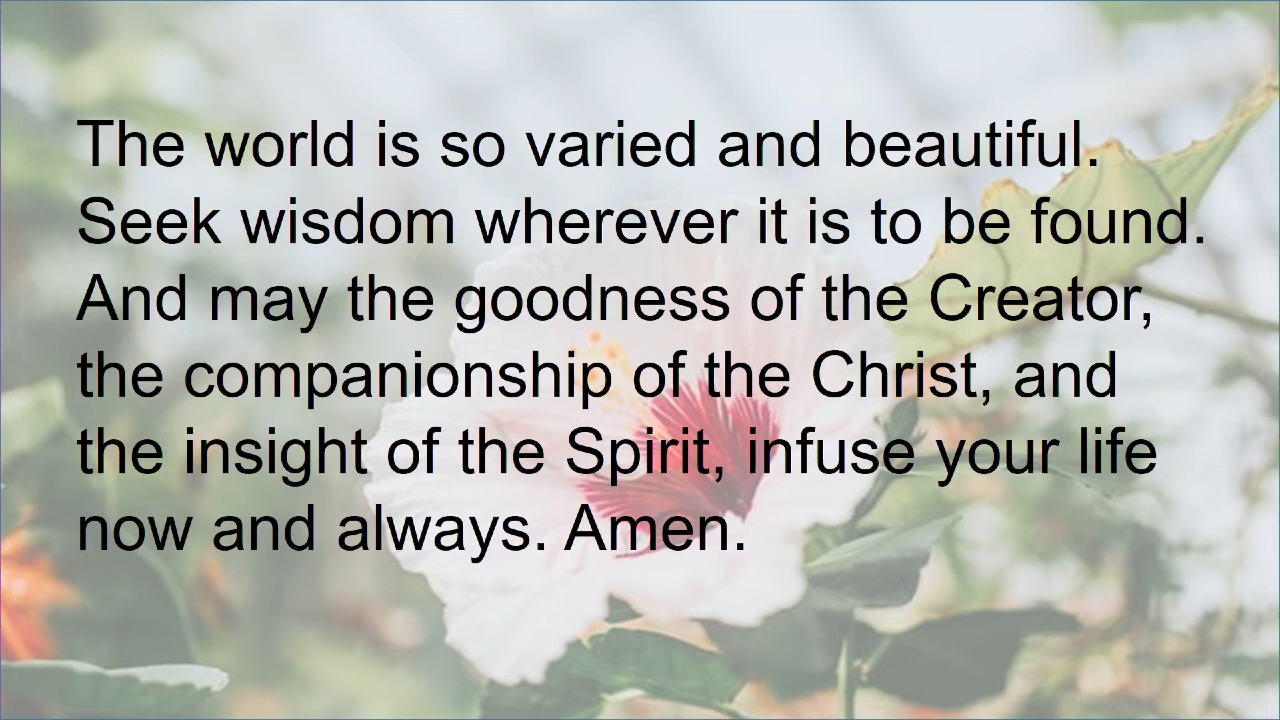 The world is so varied and beautiful.
Seek wisdom wherever it is to be found.
And may the goodness of the Creator,
the companionship of the Christ, and
the insight of the Spirit, infuse your life
now and always. Amen.